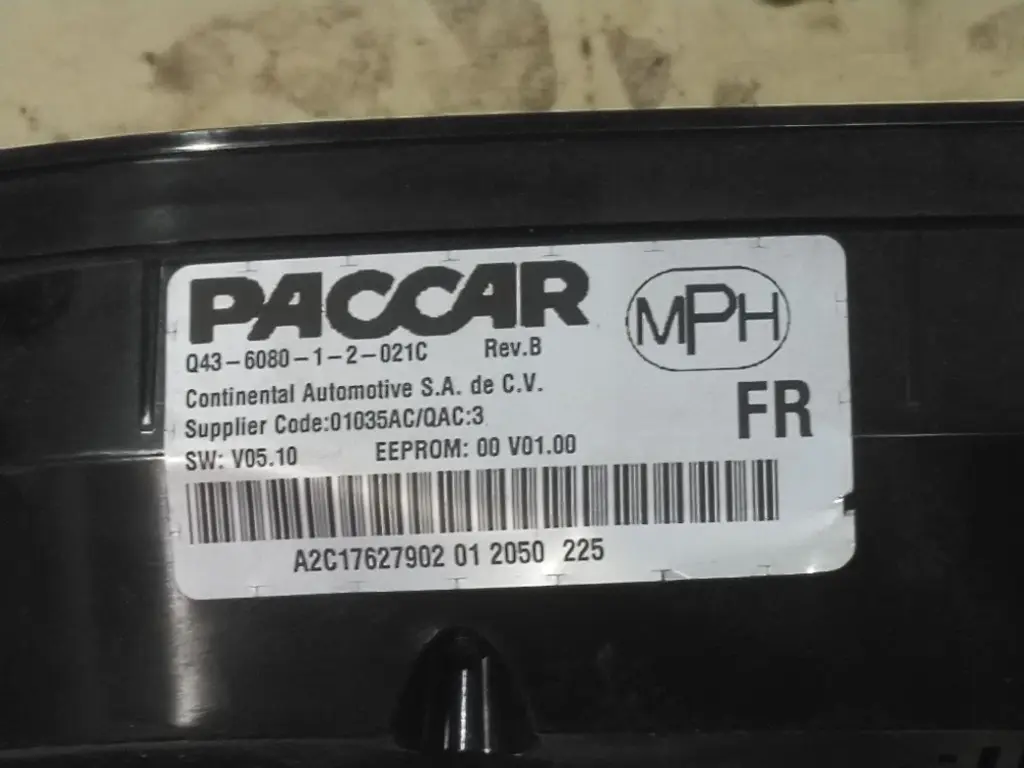 PACCAR MPH
Q43-6080-1-2-021C Rev.B
Continental Automotive S.A. de C.V.
Supplier Code:01035AC/QAC:3 FR
SW: V05.10 EEPROM: 00 V01.00
A2C17627902 01 2050 225